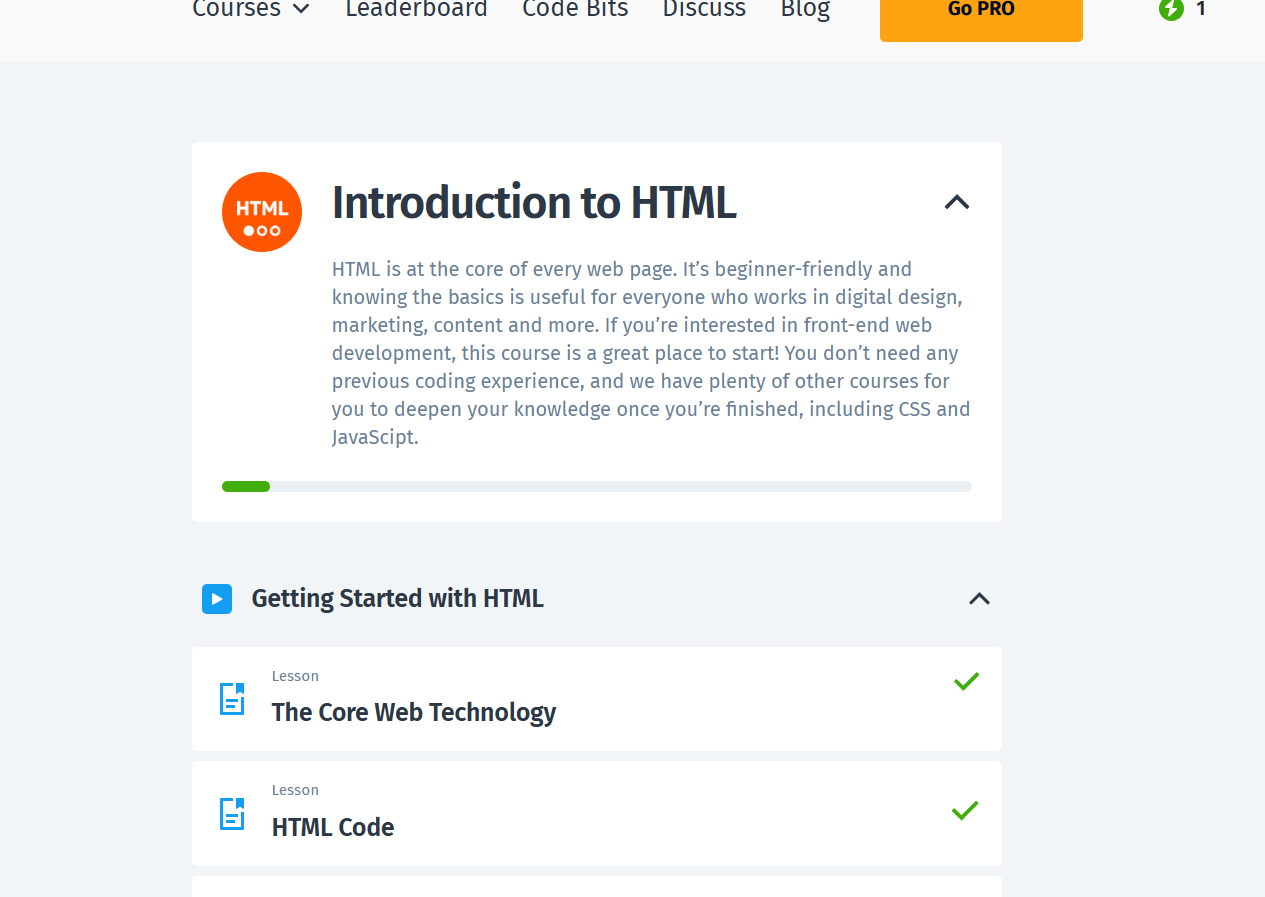 Courses Leaderboard Code Bits Discuss Blog Go PRO 1
HTML
Introduction to HTML
HTML is at the core of every web page. It’s beginner-friendly and
knowing the basics is useful for everyone who works in digital design,
marketing, content and more. If you’re interested in front-end web
development, this course is a great place to start! You don’t need any
previous coding experience, and we have plenty of other courses for
you to deepen your knowledge once you’re finished, including CSS and
JavaScipt.
Getting Started with HTML
Lesson
The Core Web Technology
Lesson
HTML Code